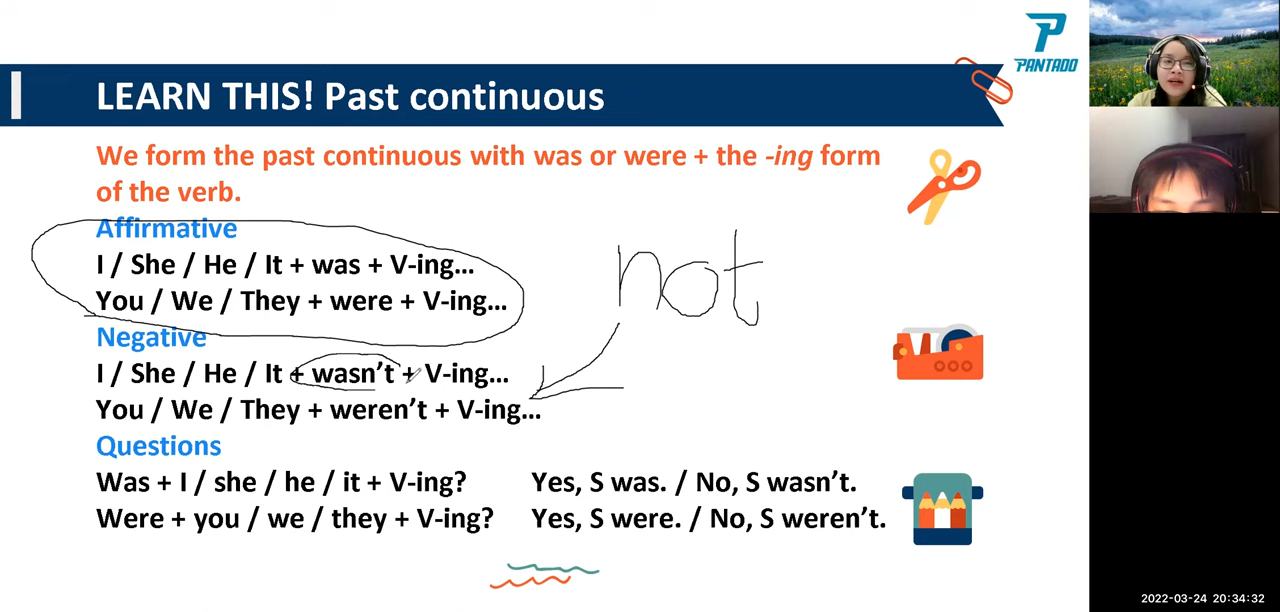 PANTADO
LEARN THIS! Past continuous
We form the past continuous with was or were + the -ing form
of the verb.
Affirmative
I / She / He / It + was + V-ing...
You / We / They + were + V-ing...
not
Negative
I / She / He / It + wasn't + V-ing...
You / We / They + weren't + V-ing...
Questions
Was + I / she / he / it + V-ing? Yes, S was. / No, S wasn't.
Were + you / we / they + V-ing? Yes, S were. / No, S weren't.
2022-03-24 20:34:32